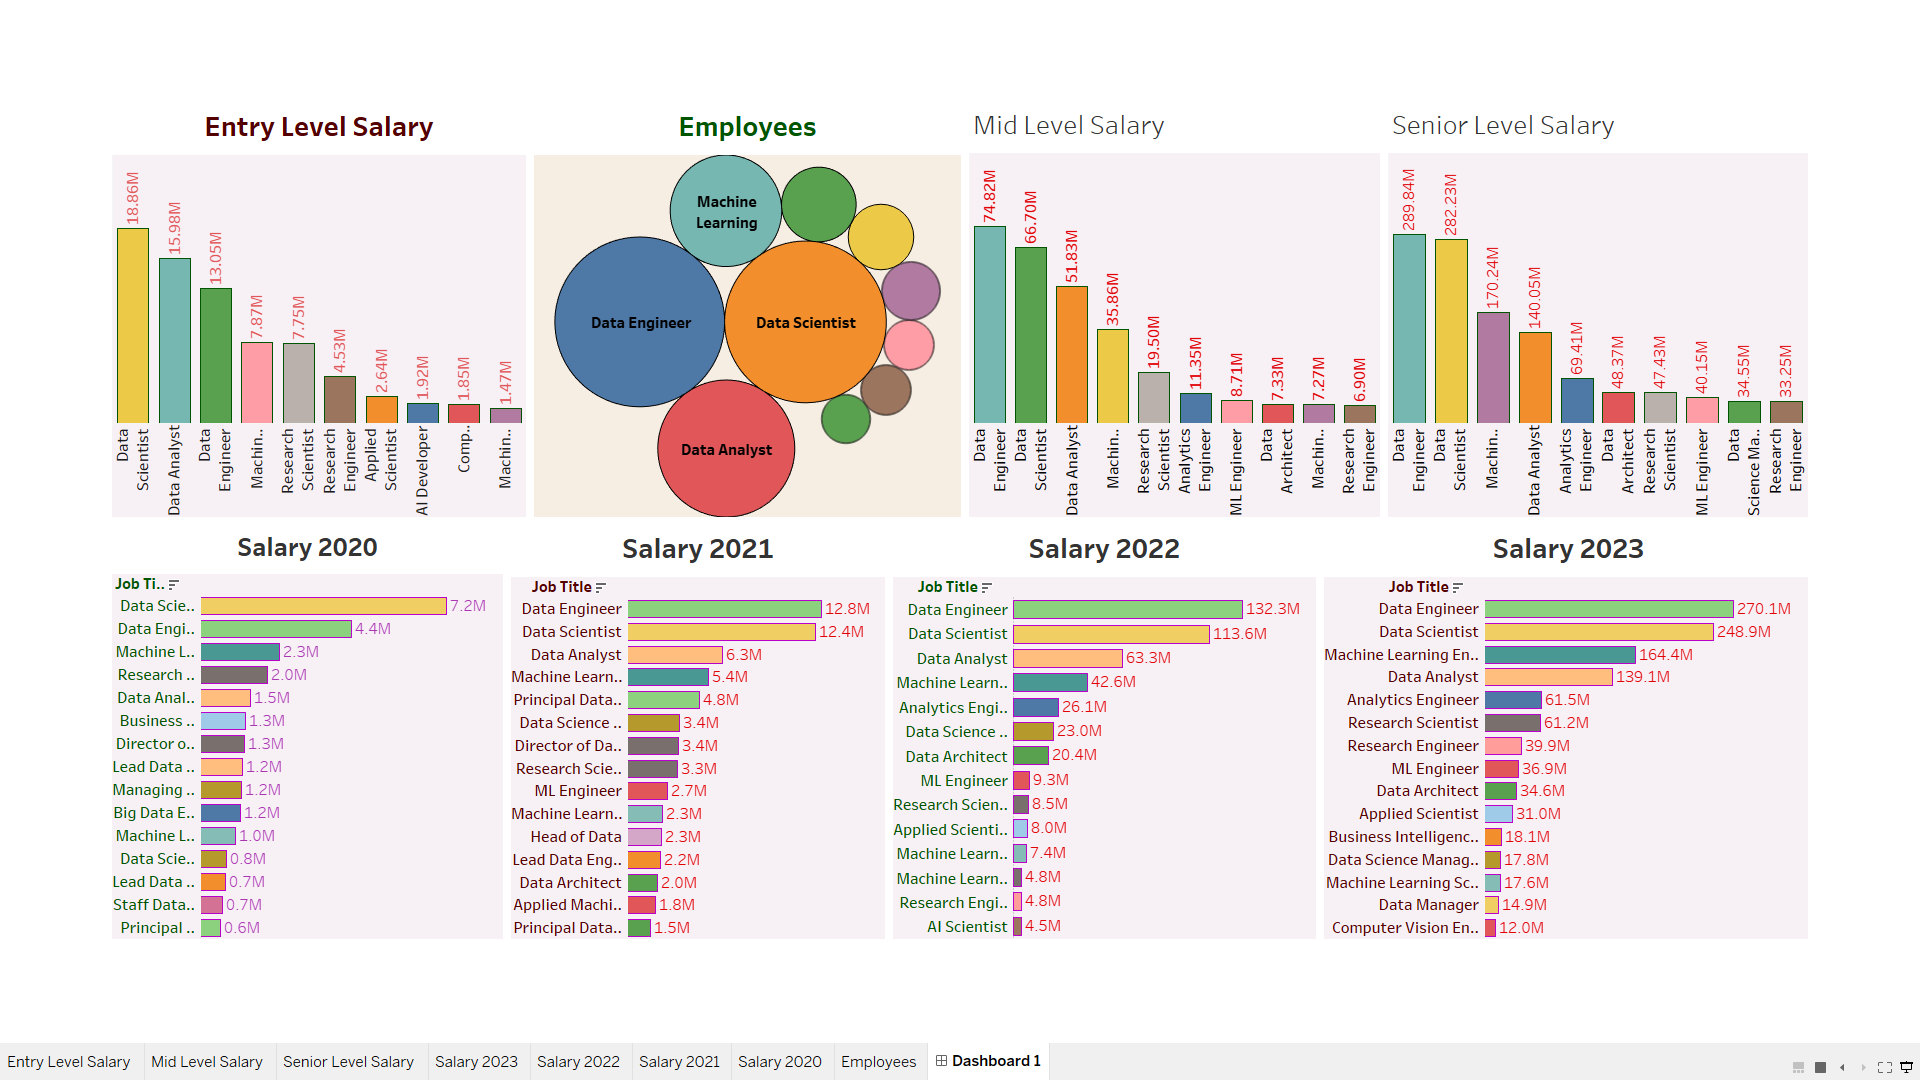 Entry Level Salary
Employees
Mid Level Salary
Senior Level Salary
18.86M
15.98M
13.05M
7.87M
7.75M
4.53M
2.64M
1.92M
1.85M
1.47M
Data
Scientist
Data Analyst
Data
Engineer
Machin..
Research
Scientist
Research
Engineer
Applied
Scientist
AI Developer
Comp..
Machin..
Machine
Learning
Data Engineer
Data Scientist
Data Analyst
74.82M
66.70M
51.83M
35.86M
19.50M
11.35M
8.71M
7.33M
7.27M
6.90M
Data
Engineer
Data
Scientist
Data Analyst
Machin..
Research
Scientist
Analytics
Engineer
ML Engineer
Data
Architect
Machin..
Research
Engineer
289.84M
282.23M
170.24M
140.05M
69.41M
48.37M
47.43M
40.15M
34.55M
33.25M
Data
Engineer
Data
Scientist
Machin..
Data Analyst
Analytics
Engineer
Data
Architect
Research
Scientist
ML Engineer
Data
Science Ma..
Research
Engineer
Salary 2020
Job Ti..
Data Scie.. 7.2M
Data Engi.. 4.4M
Machine L.. 2.3M
Research .. 2.0M
Data Anal.. 1.5M
Business .. 1.3M
Director o.. 1.3M
Lead Data .. 1.2M
Managing .. 1.2M
Big Data E.. 1.2M
Machine L.. 1.0M
Data Scie.. 0.8M
Lead Data .. 0.7M
Staff Data.. 0.7M
Principal .. 0.6M
Salary 2021
Job Title
Data Engineer 12.8M
Data Scientist 12.4M
Data Analyst 6.3M
Machine Learn.. 5.4M
Principal Data.. 4.8M
Data Science .. 3.4M
Director of Da.. 3.4M
Research Scie.. 3.3M
ML Engineer 2.7M
Machine Learn.. 2.3M
Head of Data 2.3M
Lead Data Eng.. 2.2M
Data Architect 2.0M
Applied Machi.. 1.8M
Principal Data.. 1.5M
Salary 2022
Job Title
Data Engineer 132.3M
Data Scientist 113.6M
Data Analyst 63.3M
Machine Learn.. 42.6M
Analytics Engi.. 26.1M
Data Science .. 23.0M
Data Architect 20.4M
ML Engineer 9.3M
Research Scien.. 8.5M
Applied Scienti.. 8.0M
Machine Learn.. 7.4M
Machine Learn.. 4.8M
Research Engi.. 4.8M
AI Scientist 4.5M
Salary 2023
Job Title
Data Engineer 270.1M
Data Scientist 248.9M
Machine Learning En.. 164.4M
Data Analyst 139.1M
Analytics Engineer 61.5M
Research Scientist 61.2M
Research Engineer 39.9M
ML Engineer 36.9M
Data Architect 34.6M
Applied Scientist 31.0M
Business Intelligenc.. 18.1M
Data Science Manag.. 17.8M
Machine Learning Sc.. 17.6M
Data Manager 14.9M
Computer Vision En.. 12.0M
Entry Level Salary Mid Level Salary Senior Level Salary Salary 2023 Salary 2022 Salary 2021 Salary 2020 Employees Dashboard 1